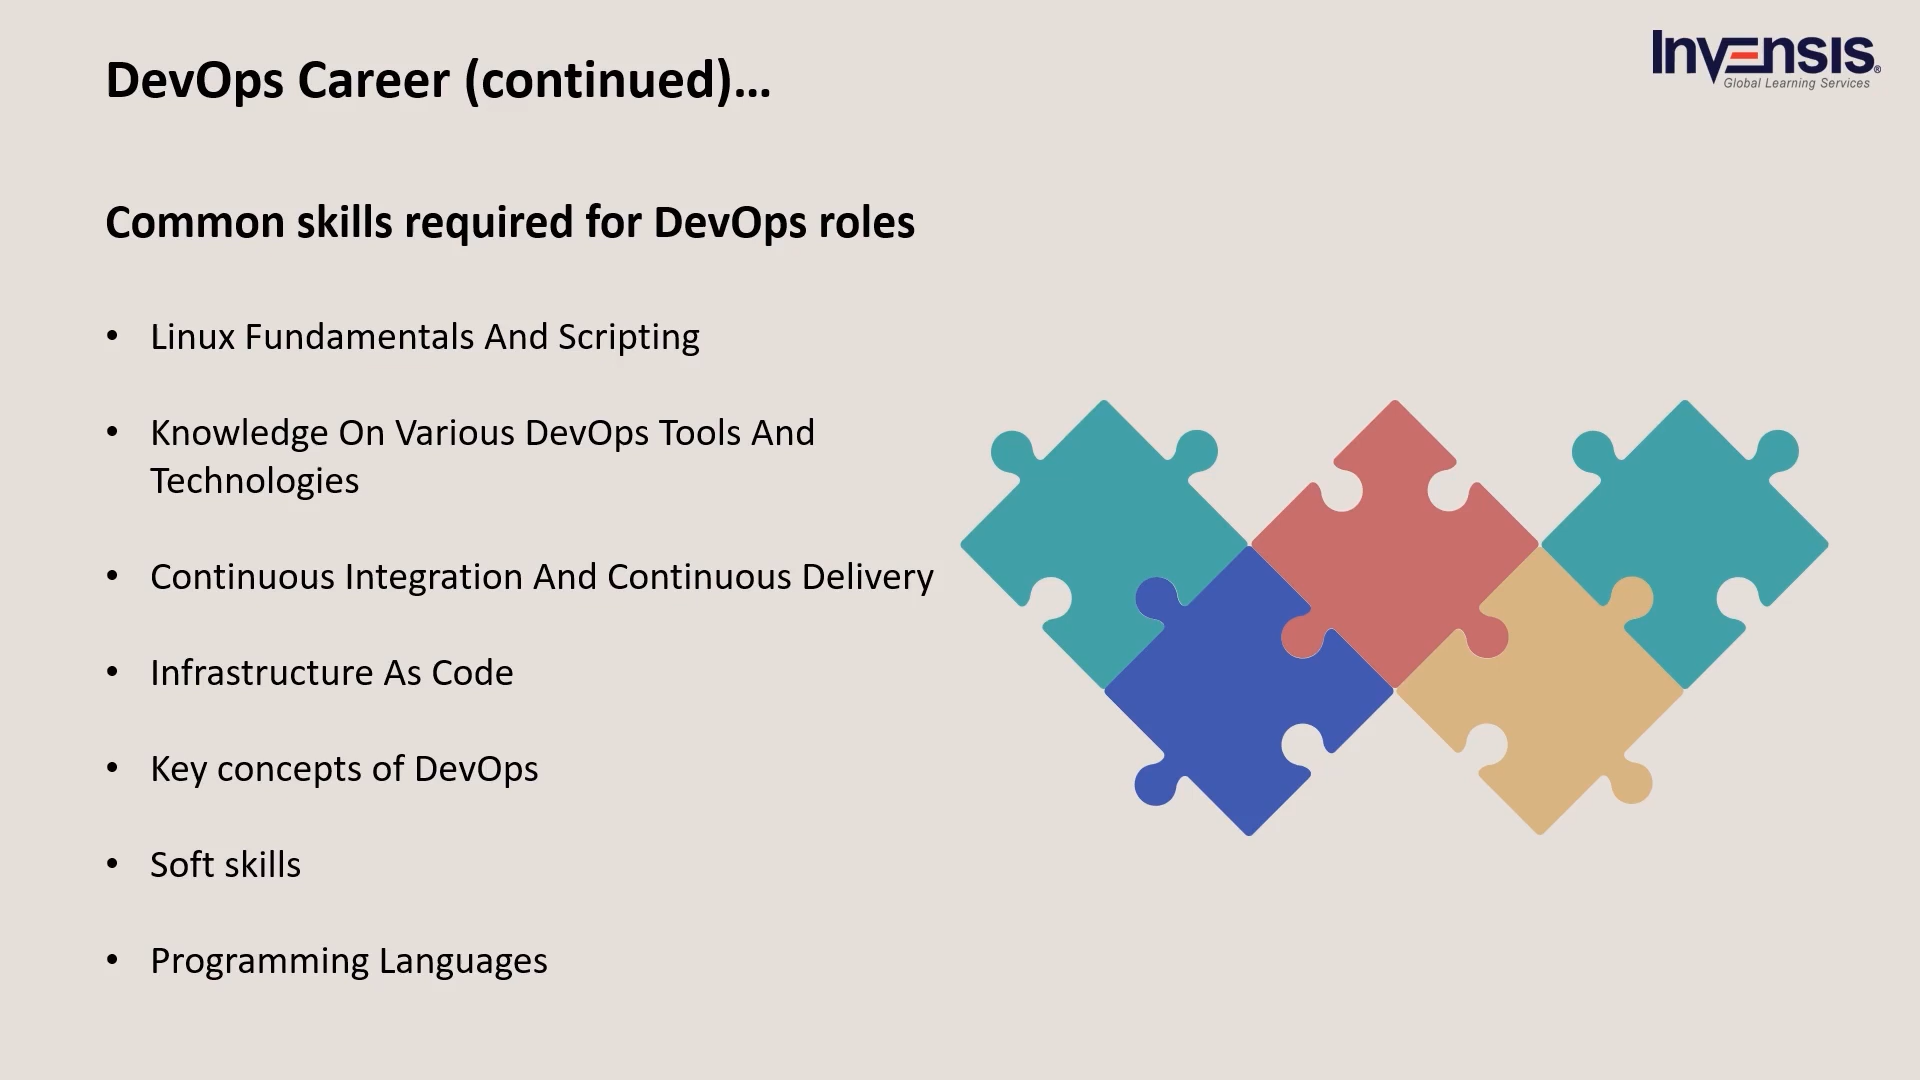 DevOps Career (continued)...
Invensis®
Global Learning Services
Common skills required for DevOps roles
• Linux Fundamentals And Scripting
• Knowledge On Various DevOps Tools And
Technologies
• Continuous Integration And Continuous Delivery
• Infrastructure As Code
• Key concepts of DevOps
• Soft skills
• Programming Languages